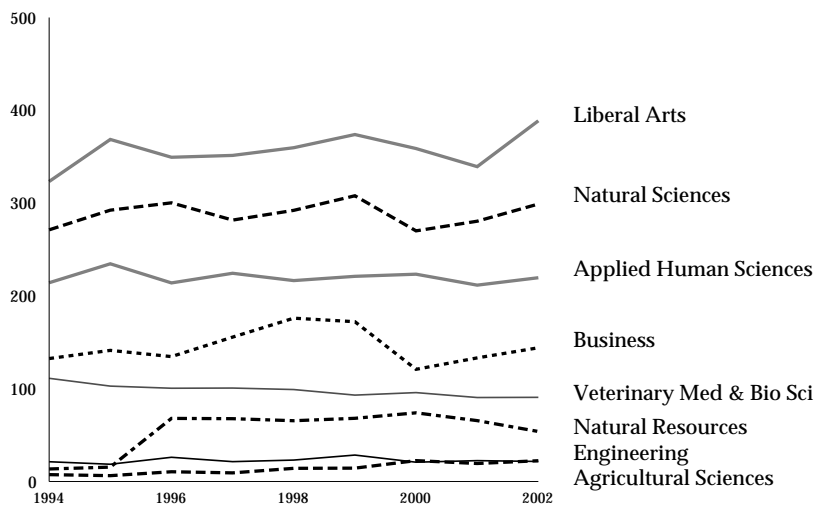 500
400
300
200
100
0
1994 1996 1998 2000 2002
Liberal Arts
Natural Sciences
Applied Human Sciences
Business
Veterinary Med & Bio Sci
Natural Resources
Engineering
Agricultural Sciences